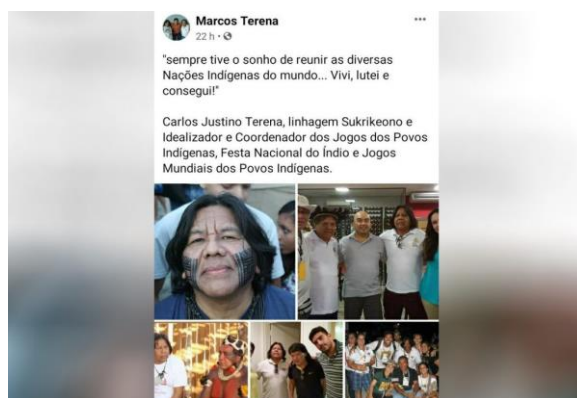 Marcos Terena
22 h •
"sempre tive o sonho de reunir as diversas
Nações Indígenas do mundo... Vivi, lutei e
consegui!"
Carlos Justino Terena, linhagem Sukrikeono e
Idealizador e Coordenador dos Jogos dos Povos
Indígenas, Festa Nacional do Índio e Jogos
Mundiais dos Povos Indígenas.